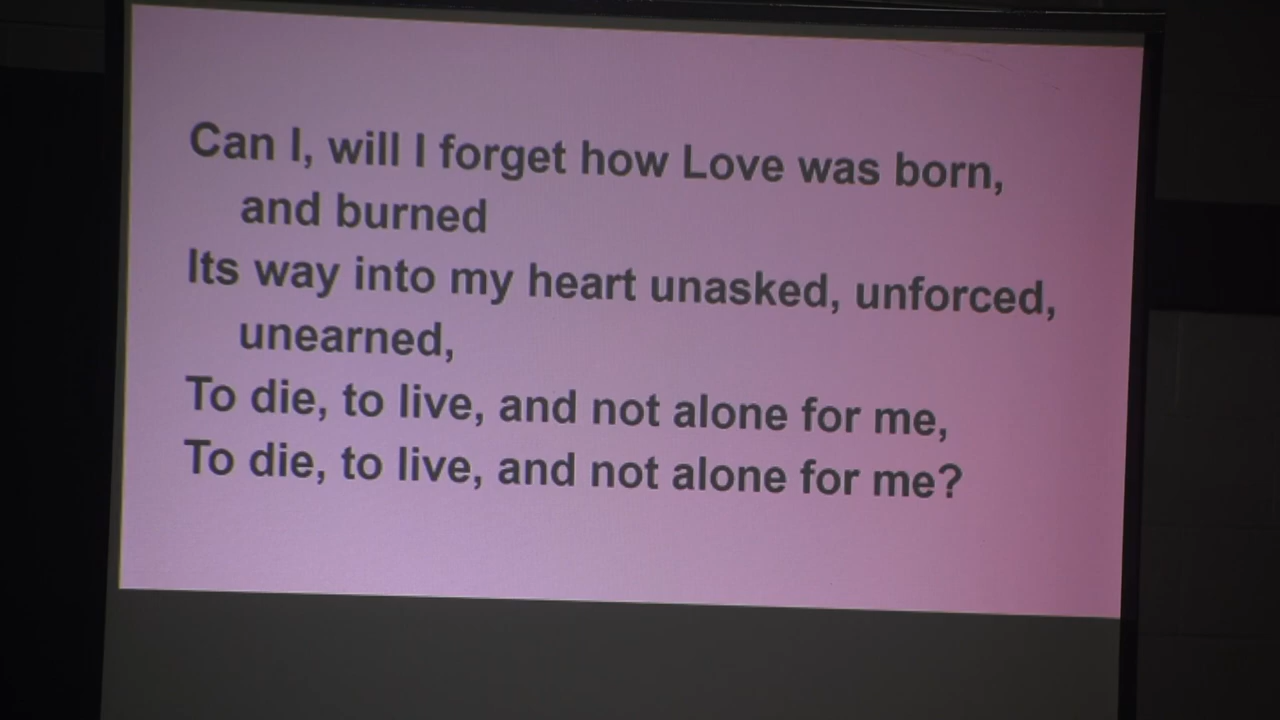 Can I, will I forget how Love was born,
and burned
Its way into my heart unasked, unforced,
unearned,
To die, to live, and not alone for me,
To die, to live, and not alone for me?